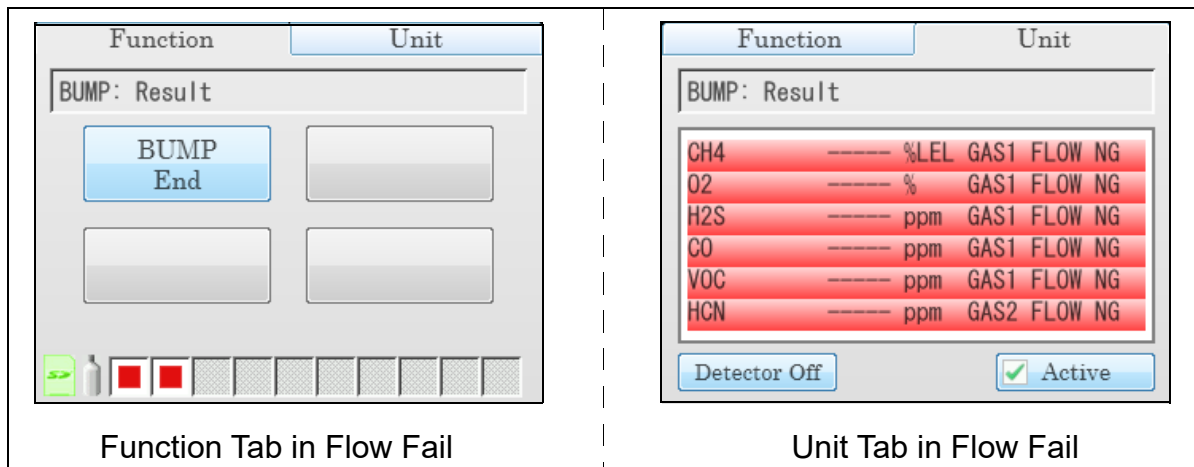 Function Unit
BUMP: Result
BUMP
End
SD
Function Tab in Flow Fail
Function Unit
BUMP: Result
CH4 ----- %LEL GAS1 FLOW NG
O2 ----- % GAS1 FLOW NG
H2S ----- ppm GAS1 FLOW NG
CO ----- ppm GAS1 FLOW NG
VOC ----- ppm GAS1 FLOW NG
HCN ----- ppm GAS2 FLOW NG
Detector Off Active
Unit Tab in Flow Fail